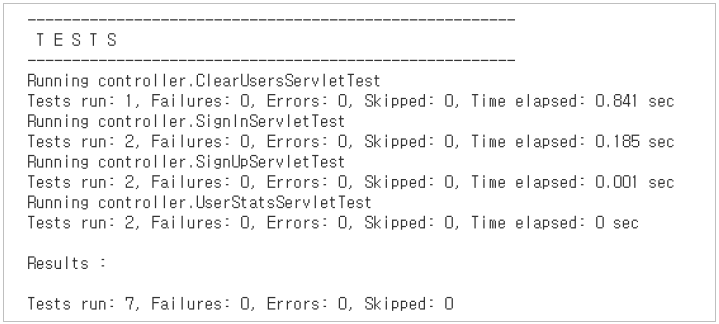 -------------------------------------------------------
T E S T S
-------------------------------------------------------
Running controller.ClearUsersServletTest
Tests run: 1, Failures: 0, Errors: 0, Skipped: 0, Time elapsed: 0.841 sec
Running controller.SignInServletTest
Tests run: 2, Failures: 0, Errors: 0, Skipped: 0, Time elapsed: 0.185 sec
Running controller.SignUpServletTest
Tests run: 2, Failures: 0, Errors: 0, Skipped: 0, Time elapsed: 0.001 sec
Running controller.UserStatsServletTest
Tests run: 2, Failures: 0, Errors: 0, Skipped: 0, Time elapsed: 0 sec
Results :
Tests run: 7, Failures: 0, Errors: 0, Skipped: 0